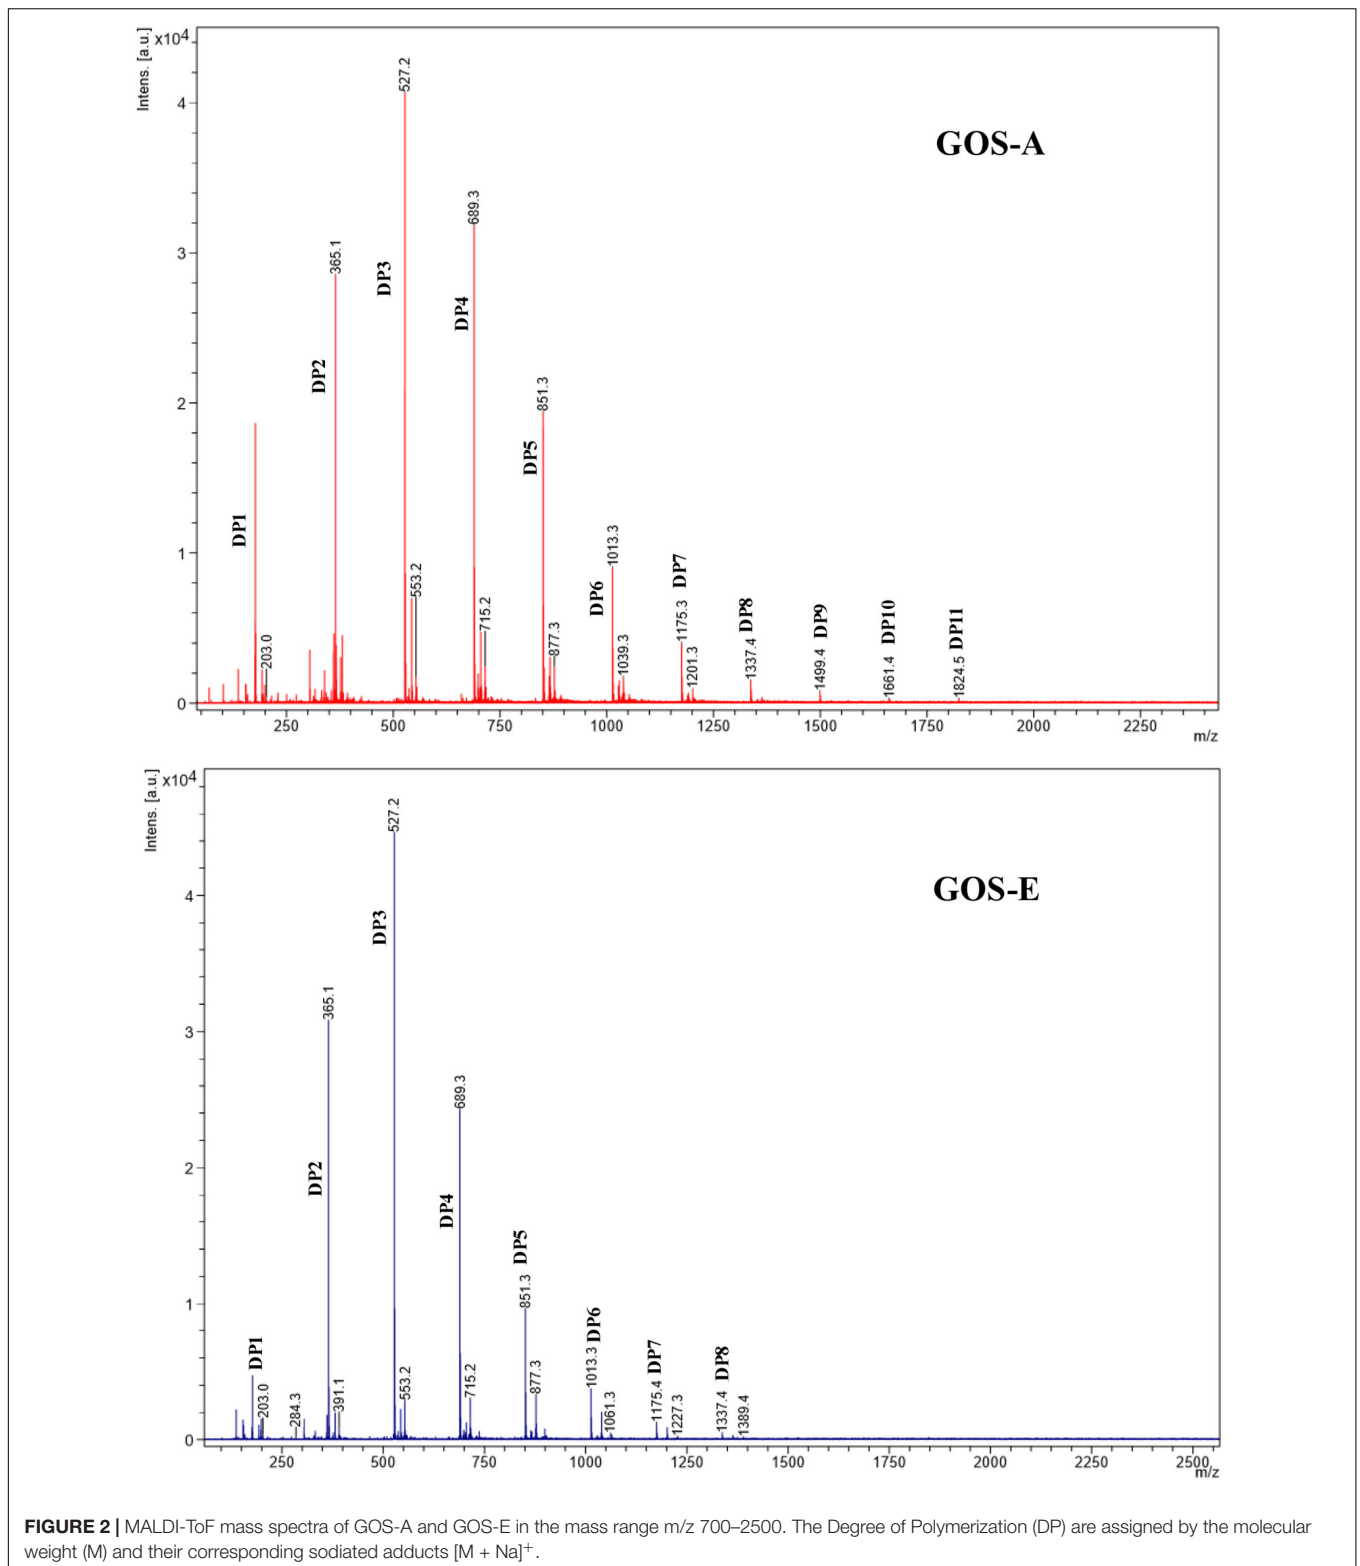 Intens. [a.u.]
x10⁴
4
3
2
1
0
GOS-A
DP1
203.0
DP2
365.1
DP3
527.2
553.2
DP4
689.3
715.2
DP5
851.3
877.3
DP6
1013.3
1039.3
DP7
1175.3
1201.3
DP8
1337.4
DP9
1499.4
DP10
1661.4
DP11
1824.5
250 500 750 1000 1250 1500 1750 2000 2250
m/z
Intens. [a.u.]
x10⁴
4
3
2
1
0
GOS-E
DP1
203.0
284.3
DP2
365.1
391.1
DP3
527.2
553.2
DP4
689.3
715.2
DP5
851.3
877.3
DP6
1013.3
1061.3
DP7
1175.4
1227.3
DP8
1337.4
1389.4
250 500 750 1000 1250 1500 1750 2000 2250 2500
m/z
FIGURE 2 | MALDI-ToF mass spectra of GOS-A and GOS-E in the mass range m/z 700–2500. The Degree of Polymerization (DP) are assigned by the molecular
weight (M) and their corresponding sodiated adducts [M + Na]⁺.